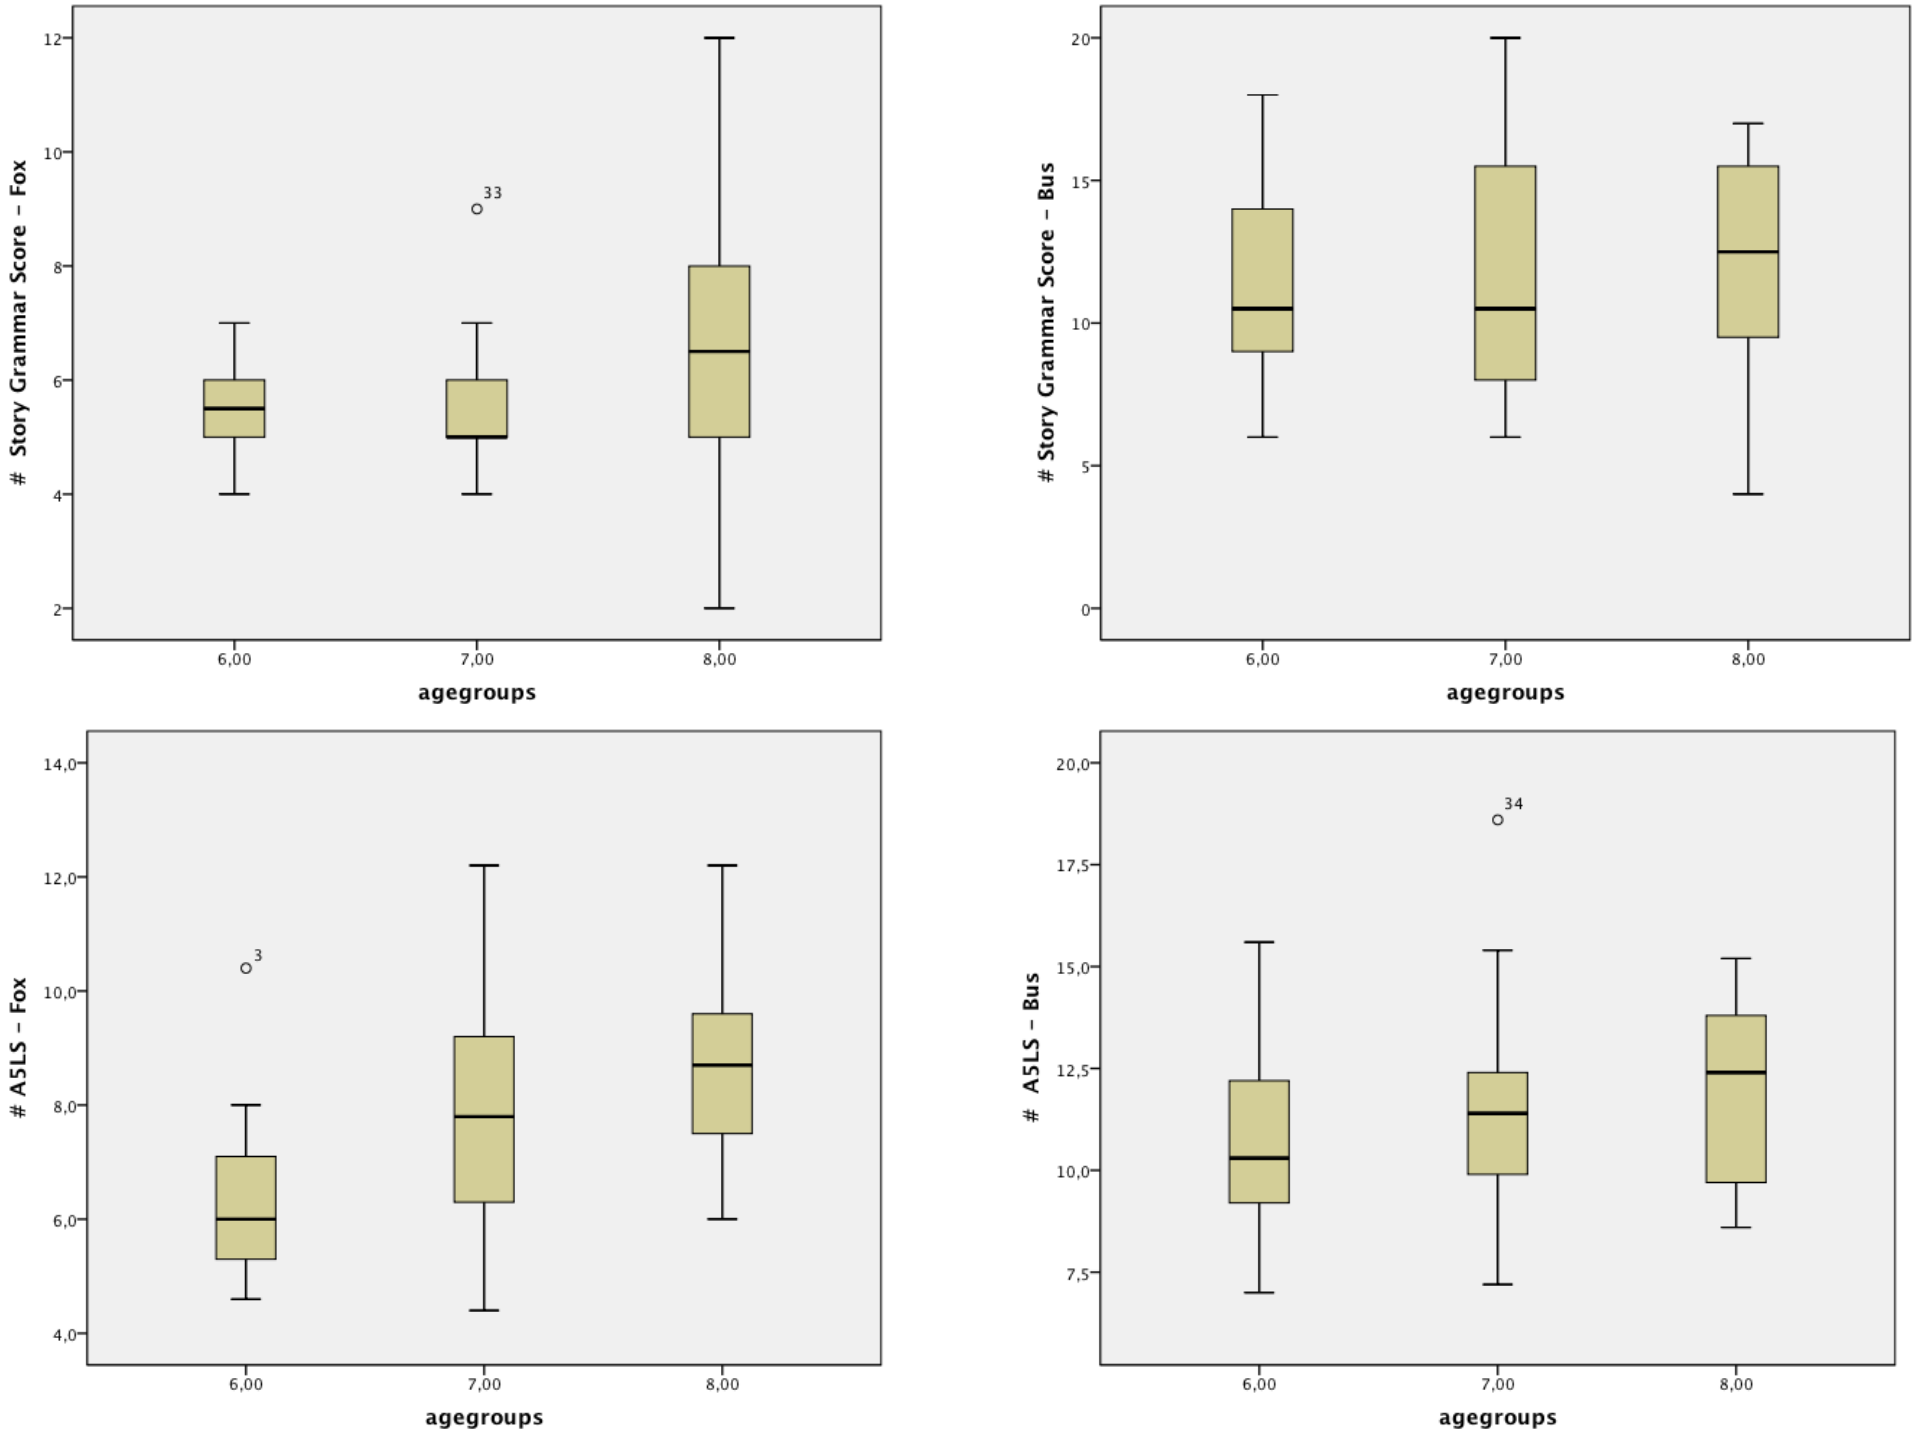 # Story Grammar Score – Fox
12
10
8
6
4
2
33
6,00 7,00 8,00
agegroups
# Story Grammar Score – Bus
20
15
10
5
0
6,00 7,00 8,00
agegroups
# A5LS – Fox
14,0
12,0
10,0
8,0
6,0
4,0
3
6,00 7,00 8,00
agegroups
# A5LS – Bus
20,0
17,5
15,0
12,5
10,0
7,5
34
6,00 7,00 8,00
agegroups